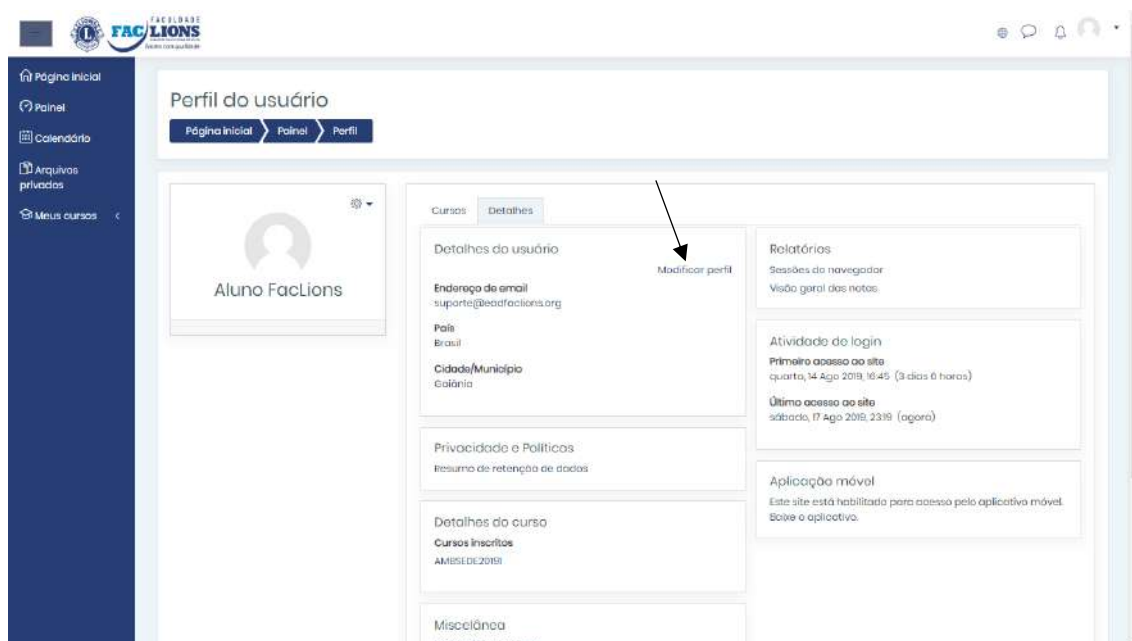 FACULDADE
FAC LIONS
Página inicial
Painel
Calendário
Arquivos
privados
Meus cursos
Perfil do usuário
Página inicial
Painel
Perfil
Aluno FacLions
Cursos
Detalhes
Detalhes do usuário
Modificar perfil
Endereço de email
suporte@eadfaclions.org
País
Brasil
Cidade/Município
Goiânia
Privacidade e Políticas
Resumo de retenção de dados
Detalhes do curso
Cursos inscritos
AMBSEDE20191
Miscelânea
Relatórios
Sessões do navegador
Visão geral das notas
Atividade de login
Primeiro acesso ao site
quarta, 14 Ago 2019, 16:45 (3 dias 6 horas)
Último acesso ao site
sábado, 17 Ago 2019, 23:19 (agora)
Aplicação móvel
Este site está habilitado para acesso pelo aplicativo móvel.
Baixe o aplicativo.